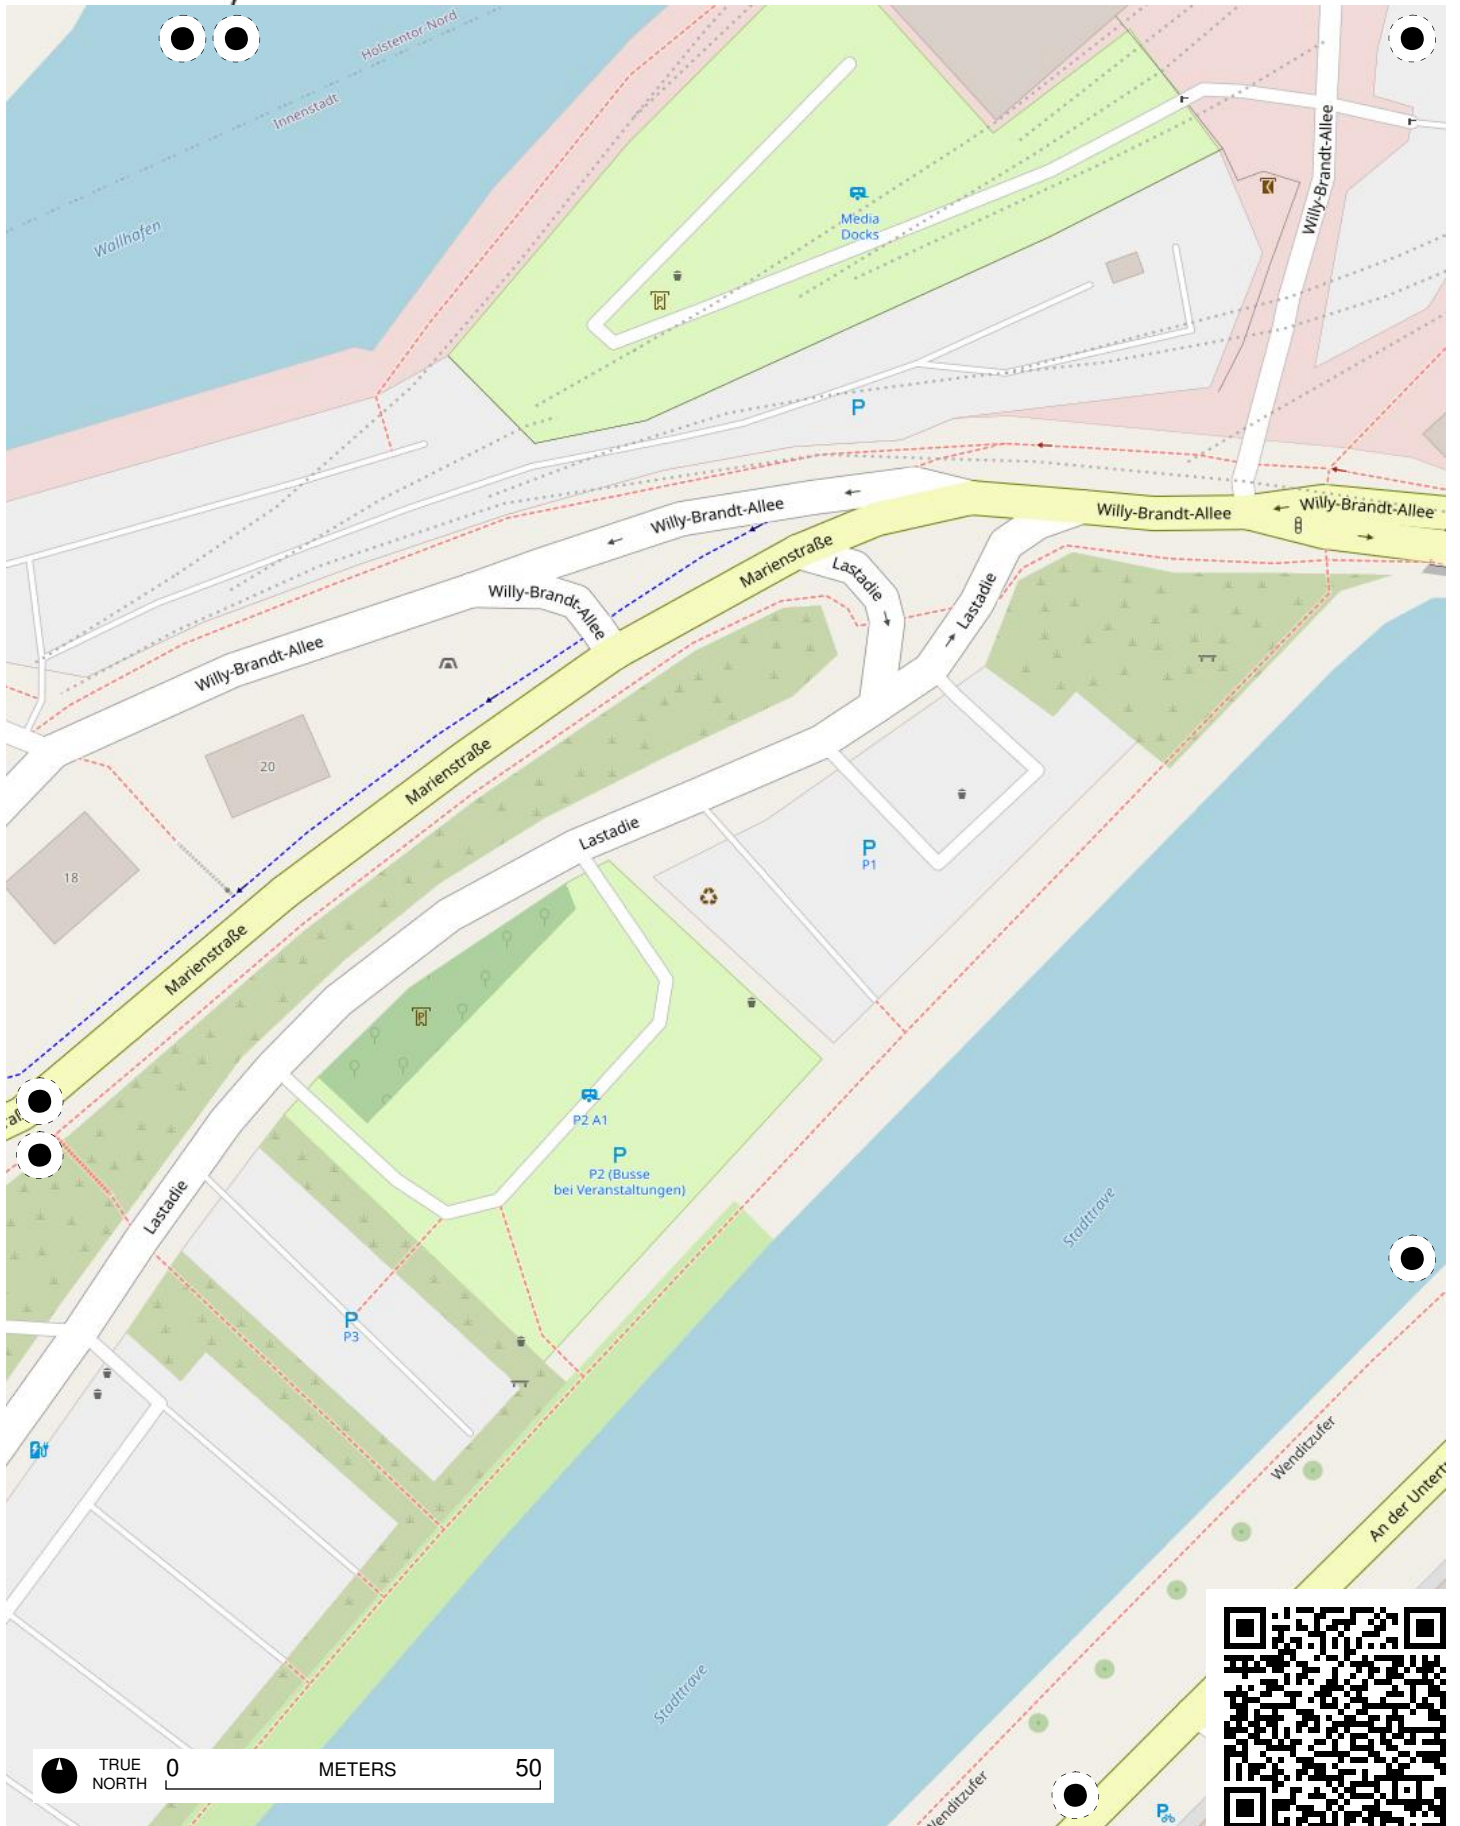 Holstentor-Nord
Innenstadt
Wallhafen
Media
Docks
Willy-Brandt-Allee
P
P
Willy-Brandt-Allee
Willy-Brandt-Allee
Willy-Brandt-Allee
Marienstraße
Lastadie
Lastadie
Willy-Brandt-Allee
Willy-Brandt-Allee
20
Marienstraße
Lastadie
18
P
P1
Marienstraße
P
P2 A1
P
P2 (Busse
bei Veranstaltungen)
Lastadie
Stadttrave
P
P3
Wenditzufer
An der Untertr
Stadttrave
Wenditzufer
P
TRUE
NORTH
0 METERS 50